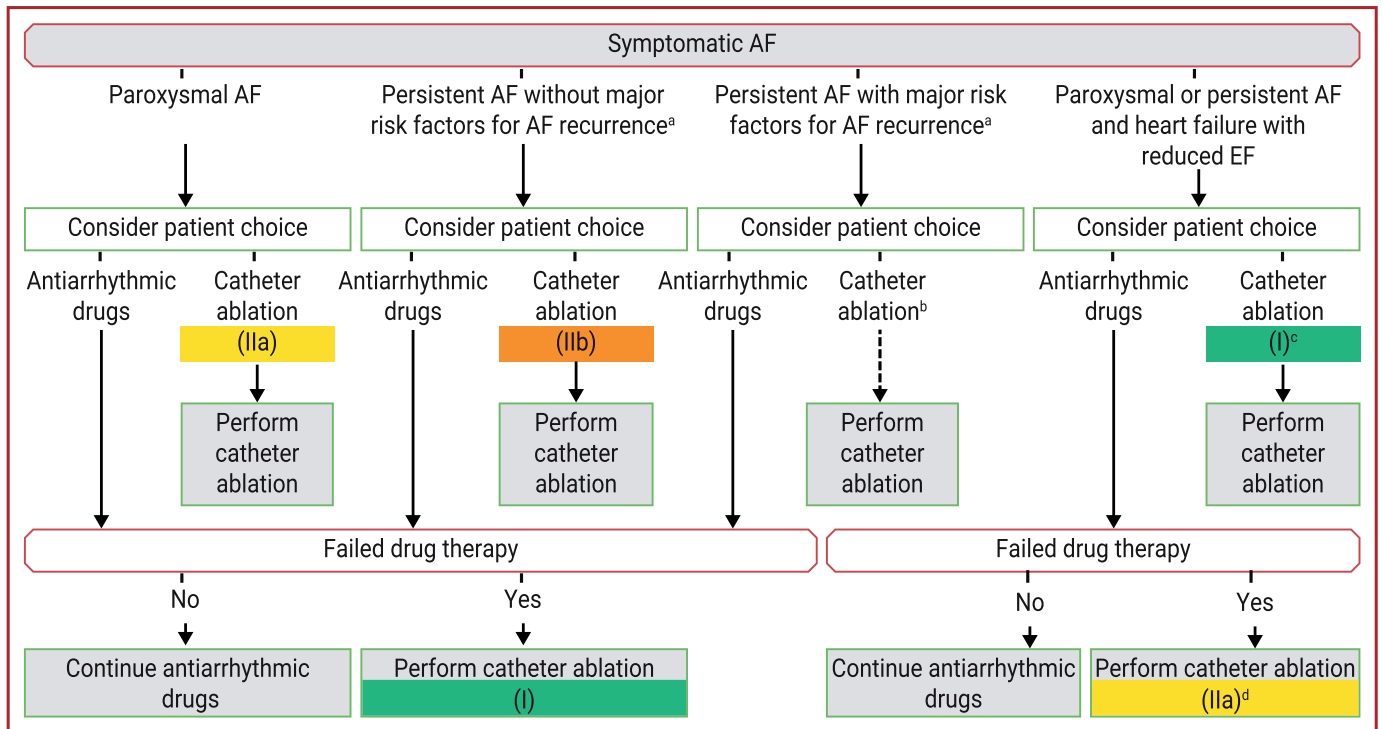 Symptomatic AF
Paroxysmal AF
Persistent AF without major
risk factors for AF recurrenceᵃ
Persistent AF with major risk
factors for AF recurrenceᵃ
Paroxysmal or persistent AF
and heart failure with
reduced EF
Consider patient choice
Consider patient choice
Consider patient choice
Consider patient choice
Antiarrhythmic
drugs
Catheter
ablation
(IIa)
Antiarrhythmic
drugs
Catheter
ablation
(IIb)
Antiarrhythmic
drugs
Catheter
ablationᵇ
Antiarrhythmic
drugs
Catheter
ablation
(I)ᶜ
Perform
catheter
ablation
Perform
catheter
ablation
Perform
catheter
ablation
Perform
catheter
ablation
Failed drug therapy
Failed drug therapy
No
Yes
No
Yes
Continue antiarrhythmic
drugs
Perform catheter ablation
(I)
Continue antiarrhythmic
drugs
Perform catheter ablation
(IIa)ᵈ